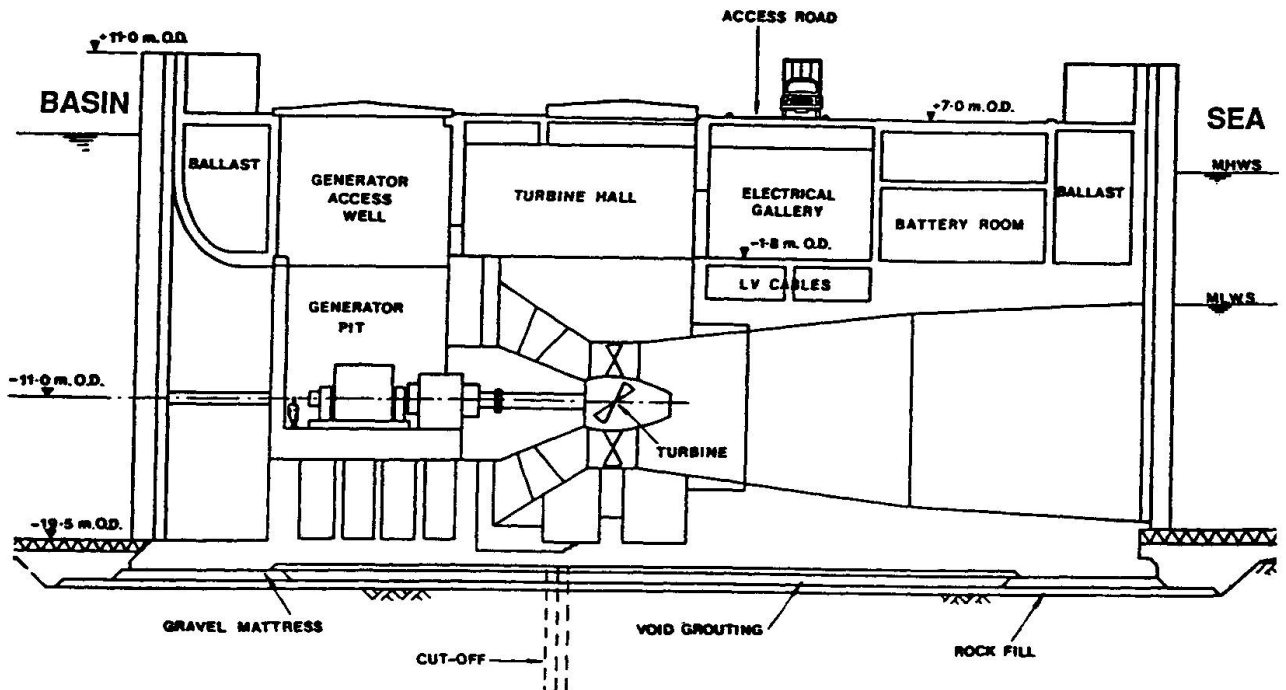 ACCESS ROAD
+11·0 m. O.D.
BASIN
+7·0 m. O.D.
SEA
MHWS
BALLAST
GENERATOR
ACCESS
WELL
TURBINE HALL
ELECTRICAL
GALLERY
BATTERY ROOM
BALLAST
-1·8 m. O.D.
LV CABLES
MLWS
GENERATOR
PIT
-11·0 m. O.D.
TURBINE
-19·5 m. O.D.
GRAVEL MATTRESS
VOID GROUTING
ROCK FILL
CUT-OFF